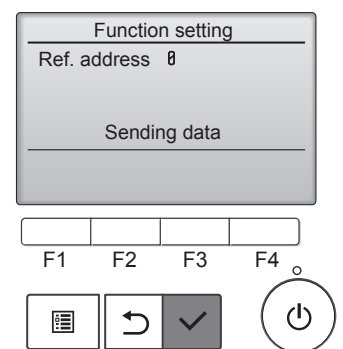 Function setting
Ref. address 0
Sending data
F1 F2 F3 F4